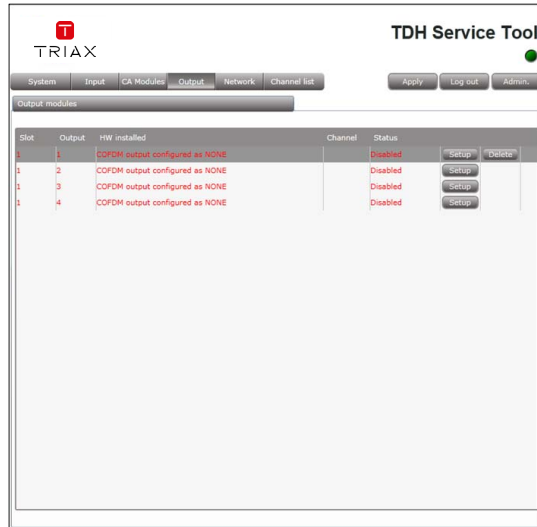 TRIAX
TDH Service Tool
System Input CA Modules Output Network Channel list Apply Log out Admin.
Output modules
Slot Output HW installed Channel Status
1 1 COFDM output configured as NONE Disabled Setup Delete
1 2 COFDM output configured as NONE Disabled Setup
1 3 COFDM output configured as NONE Disabled Setup
1 4 COFDM output configured as NONE Disabled Setup